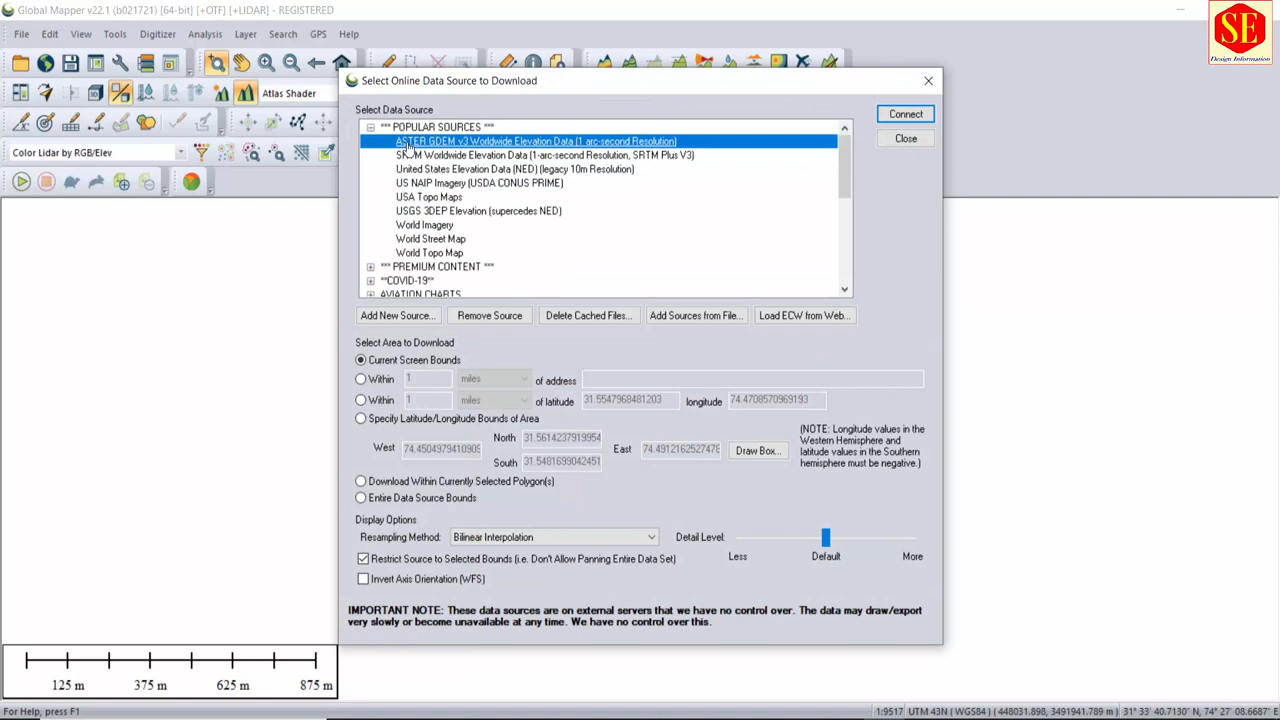 Global Mapper v22.1 (b021721) [64-bit] [+OTF] [+LIDAR] - REGISTERED
SE
Design Information
File Edit View Tools Digitizer Analysis Layer Search GPS Help
Select Online Data Source to Download
Atlas Shader
Color Lidar by RGB/Elev
Select Data Source
*** POPULAR SOURCES ***
ASTER GDEM v3 Worldwide Elevation Data (1 arc-second Resolution)
SRTM Worldwide Elevation Data (1-arc-second Resolution, SRTM Plus V3)
United States Elevation Data (NED) (legacy 10m Resolution)
US NAIP Imagery (USDA CONUS PRIME)
USA Topo Maps
USGS 3DEP Elevation (supercedes NED)
World Imagery
World Street Map
World Topo Map
*** PREMIUM CONTENT ***
**COVID-19**
AVIATION CHARTS
Connect
Close
Add New Source... Remove Source Delete Cached Files... Add Sources from File... Load ECW from Web...
Select Area to Download
Current Screen Bounds
Within 1 miles of address
Within 1 miles of latitude 31.5547968481203 longitude 74.4708570969193
Specify Latitude/Longitude Bounds of Area
North 31.5614237919954
West 74.4504979410909 East 74.4912162527478 Draw Box...
South 31.5481699042451
(NOTE: Longitude values in the
Western Hemisphere and
latitude values in the Southern
hemisphere must be negative.)
Download Within Currently Selected Polygon(s)
Entire Data Source Bounds
Display Options
Resampling Method: Bilinear Interpolation Detail Level:
Less Default More
Restrict Source to Selected Bounds (i.e. Don't Allow Panning Entire Data Set)
Invert Axis Orientation (WFS)
IMPORTANT NOTE: These data sources are on external servers that we have no control over. The data may draw/export
very slowly or become unavailable at any time. We have no control over this.
125 m 375 m 625 m 875 m
For Help, press F1
1:9517 UTM 43N ( WGS84 ) ( 448031.898, 3491941.789 m ) 31° 33' 40.7130" N, 74° 27' 08.6687" E